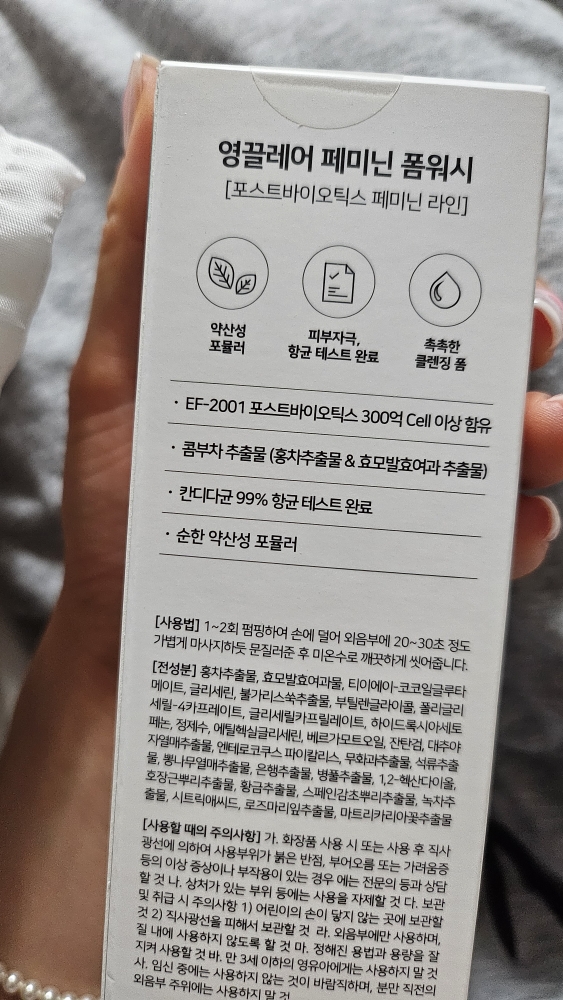 영끌레어 페미닌 폼워시
[포스트바이오틱스 페미닌 라인]
약산성
포뮬러
피부자극,
항균 테스트 완료
촉촉한
클렌징 폼
· EF-2001 포스트바이오틱스 300억 Cell 이상 함유
· 콤부차 추출물 (홍차추출물 & 효모발효여과 추출물)
· 칸디다균 99% 항균 테스트 완료
· 순한 약산성 포뮬러
[사용법] 1~2회 펌핑하여 손에 덜어 외음부에 20~30초 정도
가볍게 마사지하듯 문질러준 후 미온수로 깨끗하게 씻어줍니다.
[전성분] 홍차추출물, 효모발효여과물, 티이에이-코코일글루타
메이트, 글리세린, 불가리스쑥추출물, 부틸렌글라이콜, 폴리글리
세릴-4카프레이트, 글리세릴카프릴레이트, 하이드록시아세토
페논, 정제수, 에틸헥실글리세린, 베르가모트오일, 잔탄검, 대추야
자열매추출물, 엔테로코쿠스 파이칼리스, 무화과추출물, 석류추출
물, 뽕나무열매추출물, 은행추출물, 병풀추출물, 1,2-헥산다이올,
호장근뿌리추출물, 황금추출물, 스페인감초뿌리추출물, 녹차추
출물, 시트릭애씨드, 로즈마리잎추출물, 마트리카리아꽃추출물
[사용할 때의 주의사항] 가. 화장품 사용 시 또는 사용 후 직사
광선에 의하여 사용부위가 붉은 반점, 부어오름 또는 가려움증
등의 이상 증상이나 부작용이 있는 경우 에는 전문의 등과 상담
할 것 나. 상처가 있는 부위 등에는 사용을 자제할 것 다. 보관
및 취급 시 주의사항 1) 어린이의 손이 닿지 않는 곳에 보관할
것 2) 직사광선을 피해서 보관할 것 라. 외음부에만 사용하며,
질 내에 사용하지 않도록 할 것 마. 정해진 용법과 용량을 잘
지켜 사용할 것 바. 만 3세 이하의 영유아에게는 사용하지 말 것
사. 임신 중에는 사용하지 않는 것이 바람직하며, 분만 직전의
외음부 주위에는 사용하지 말 것